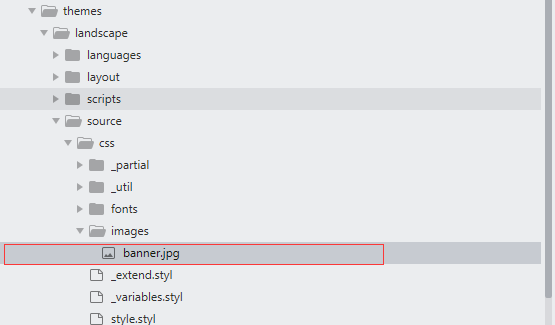 themes
landscape
languages
layout
scripts
source
css
_partial
_util
fonts
images
banner.jpg
_extend.styl
_variables.styl
style.styl